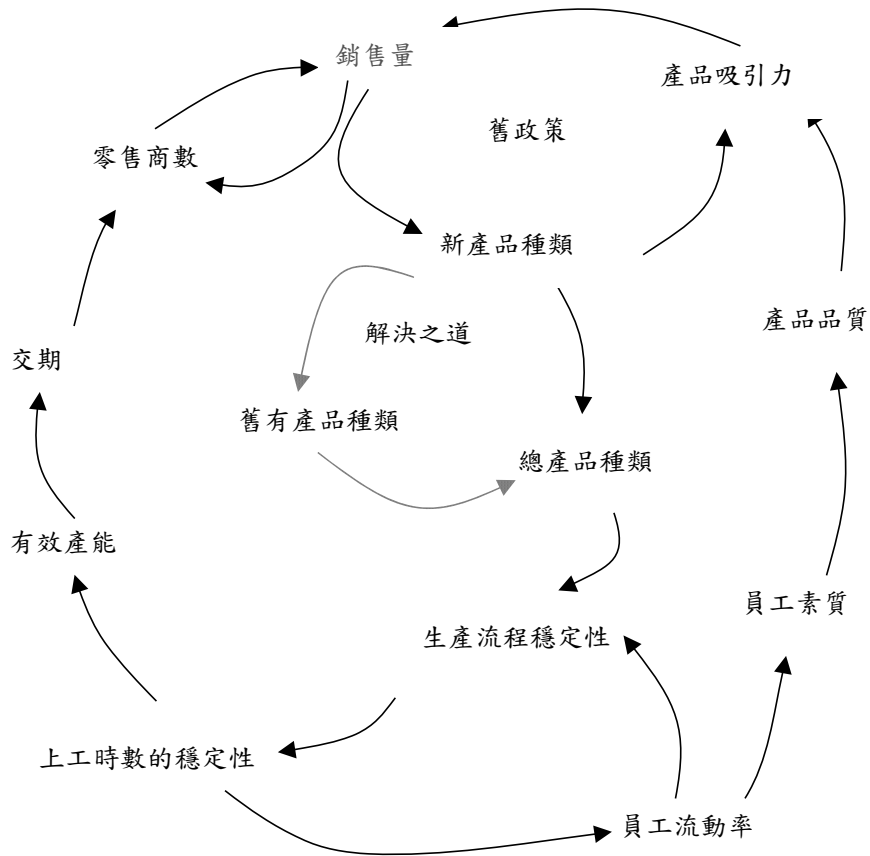 銷售量
產品吸引力
舊政策
零售商數
新產品種類
產品品質
解決之道
交期
舊有產品種類
總產品種類
有效產能
員工素質
生產流程穩定性
上工時數的穩定性
員工流動率